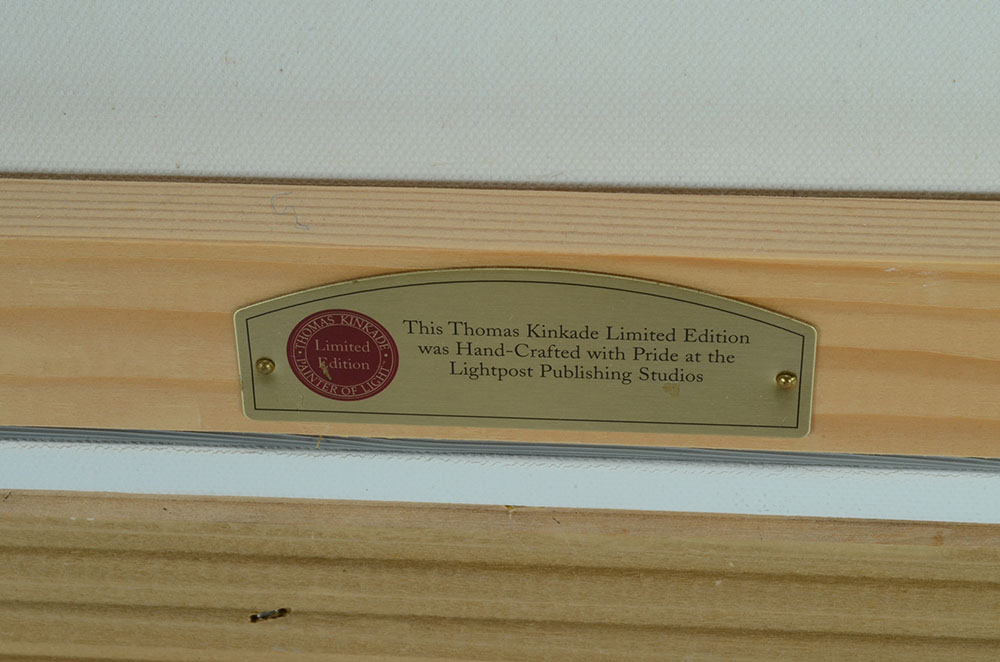 THOMAS KINKADE
Limited
Edition
PAINTER OF LIGHT
This Thomas Kinkade Limited Edition
was Hand-Crafted with Pride at the
Lightpost Publishing Studios